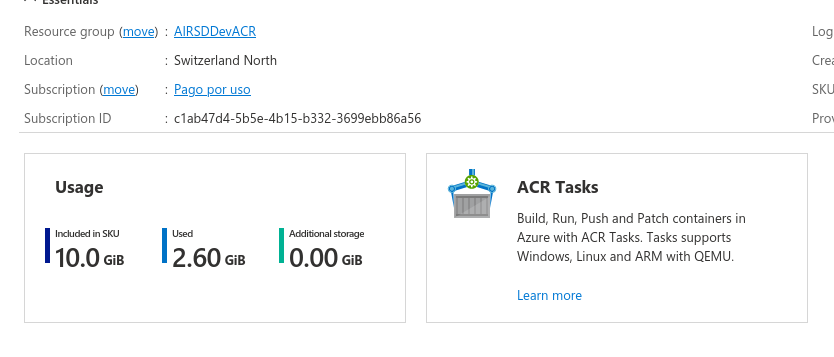 Essentials
Resource group (move) : AIRSDDevACR
Log
Location : Switzerland North
Crea
Subscription (move) : Pago por uso
SKU
Subscription ID : c1ab47d4-5b5e-4b15-b332-3699ebb86a56
Prov
Usage
Included in SKU
10.0 GiB
Used
2.60 GiB
Additional storage
0.00 GiB
ACR Tasks
Build, Run, Push and Patch containers in
Azure with ACR Tasks. Tasks supports
Windows, Linux and ARM with QEMU.
Learn more